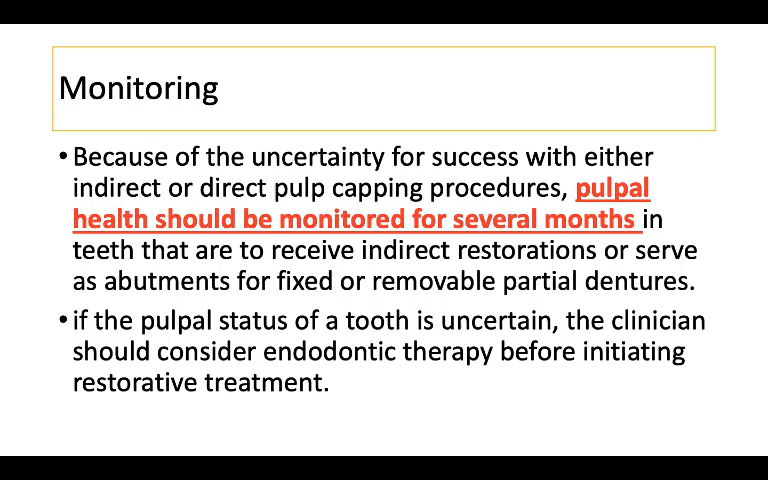 Monitoring
• Because of the uncertainty for success with either
indirect or direct pulp capping procedures, pulpal
health should be monitored for several months in
teeth that are to receive indirect restorations or serve
as abutments for fixed or removable partial dentures.
• if the pulpal status of a tooth is uncertain, the clinician
should consider endodontic therapy before initiating
restorative treatment.